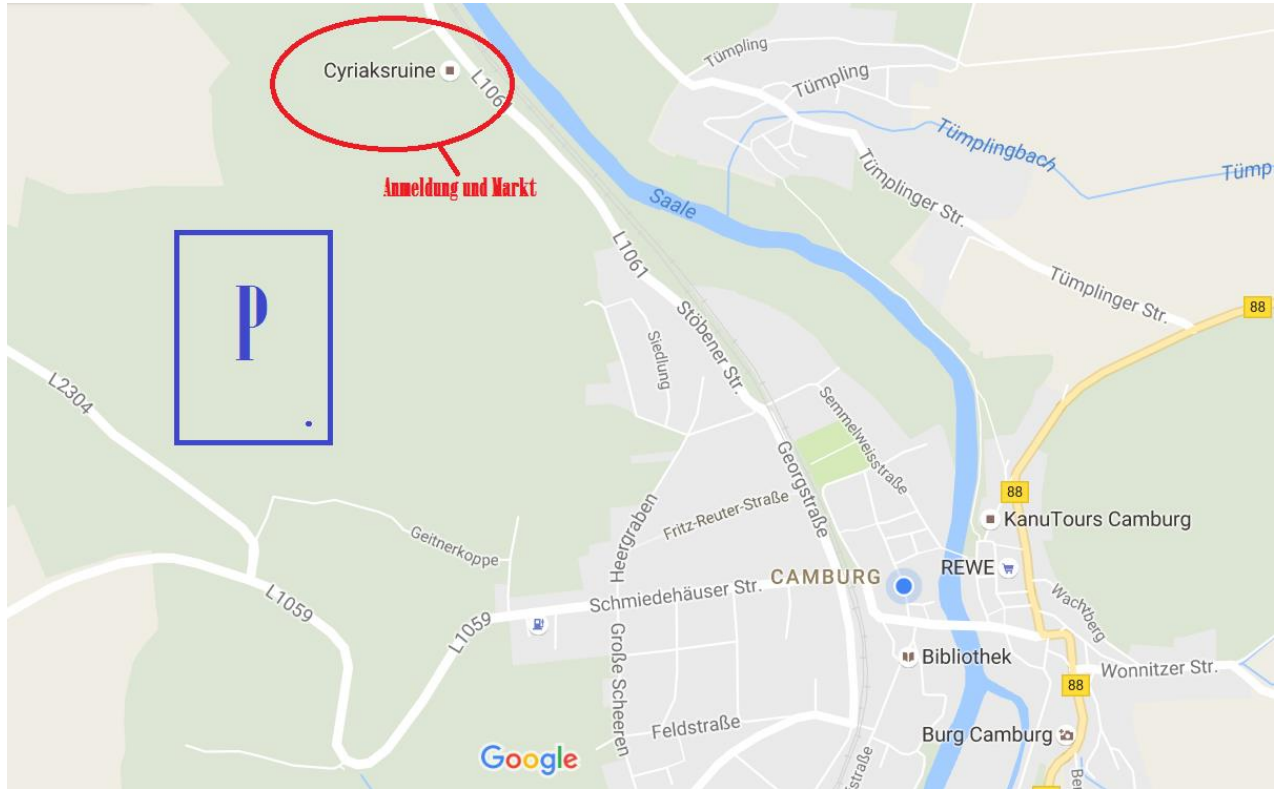 Cyriaksruine
L106
Anmeldung und Markt
Tümpling
Tümpling
Tümplingbach
Tümp
Tümplinger Str.
Saale
L1061
Tümplinger Str.
88
P
.
Stöbener Str.
Siedlung
L2304
Semmelweisstraße
Georgstraße
88
KanuTours Camburg
Heergraben
Fritz-Reuter-Straße
Geitnerkoppe
REWE
CAMBURG
Schmiedehäuser Str.
L1059
L1059
Wachtberg
Bibliothek
Wonnitzer Str.
88
Große Scheeren
Feldstraße
Burg Camburg
Google